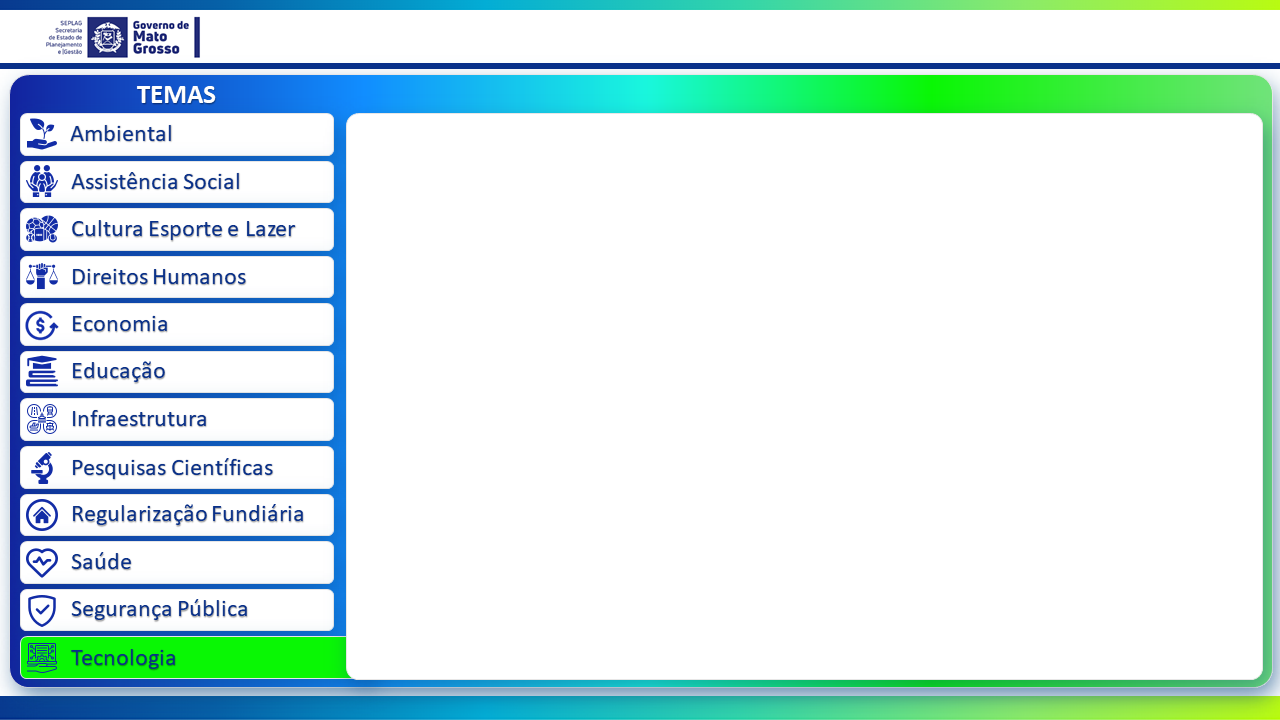 SEPLAG
Secretaria
de Estado de
Planejamento
e |Gestão
Governo de
Mato
Grosso
TEMAS
Ambiental
Assistência Social
Cultura Esporte e Lazer
Direitos Humanos
Economia
Educação
Infraestrutura
Pesquisas Científicas
Regularização Fundiária
Saúde
Segurança Pública
Tecnologia